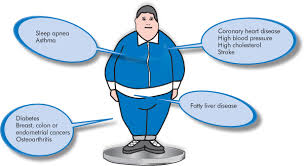 Sleep apnea
Asthma
Coronary heart disease
High blood pressure
High cholesterol
Stroke
Diabetes
Breast, colon or
endometrial cancers
Osteoarthritis
Fatty liver disease